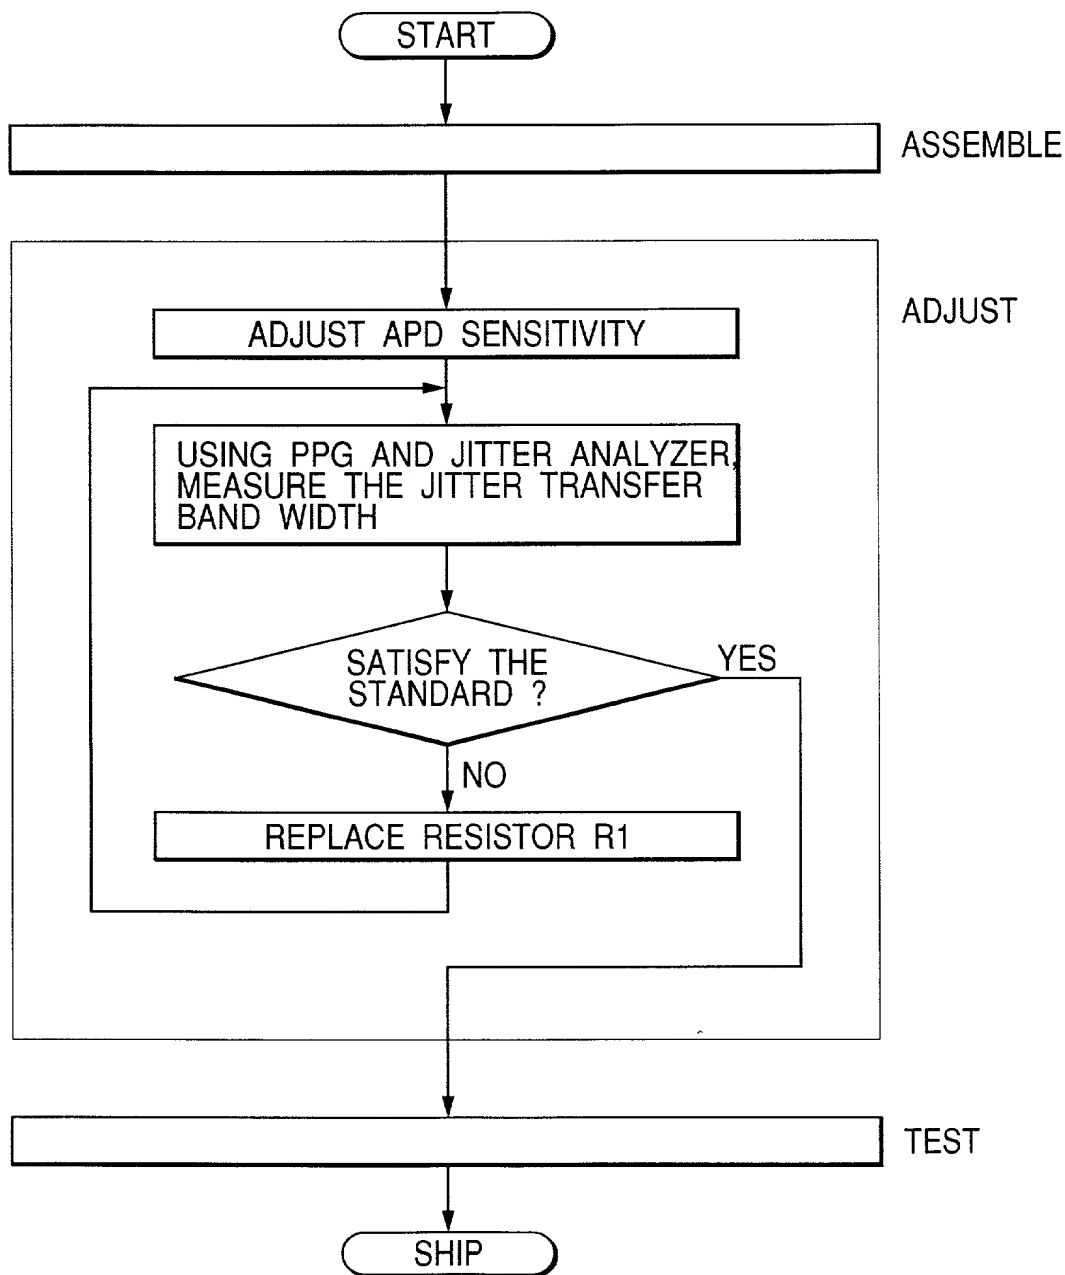 START
ASSEMBLE
ADJUST
ADJUST APD SENSITIVITY
USING PPG AND JITTER ANALYZER,
MEASURE THE JITTER TRANSFER
BAND WIDTH
SATISFY THE
STANDARD ?
YES
NO
REPLACE RESISTOR R1
TEST
SHIP